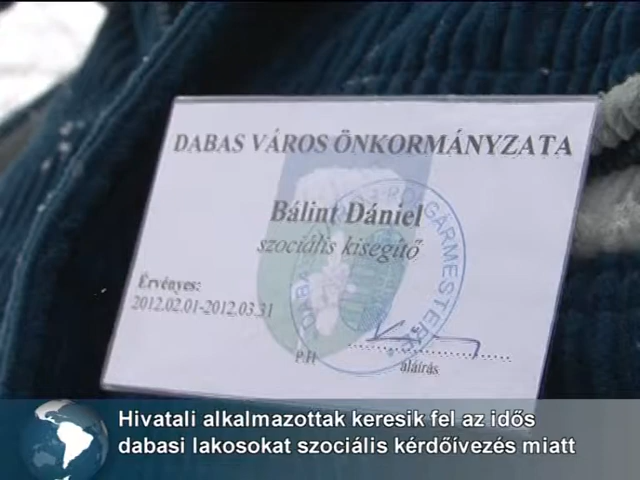 DABAS VÁROS ÖNKORMÁNYZATA
Bálint Dániel
szociális kisegítő
Érvényes:
2012.02.01-2012.03.31
P.H
aláírás
Hivatali alkalmazottak keresik fel az idős
dabasi lakosokat szociális kérdőívezés miatt